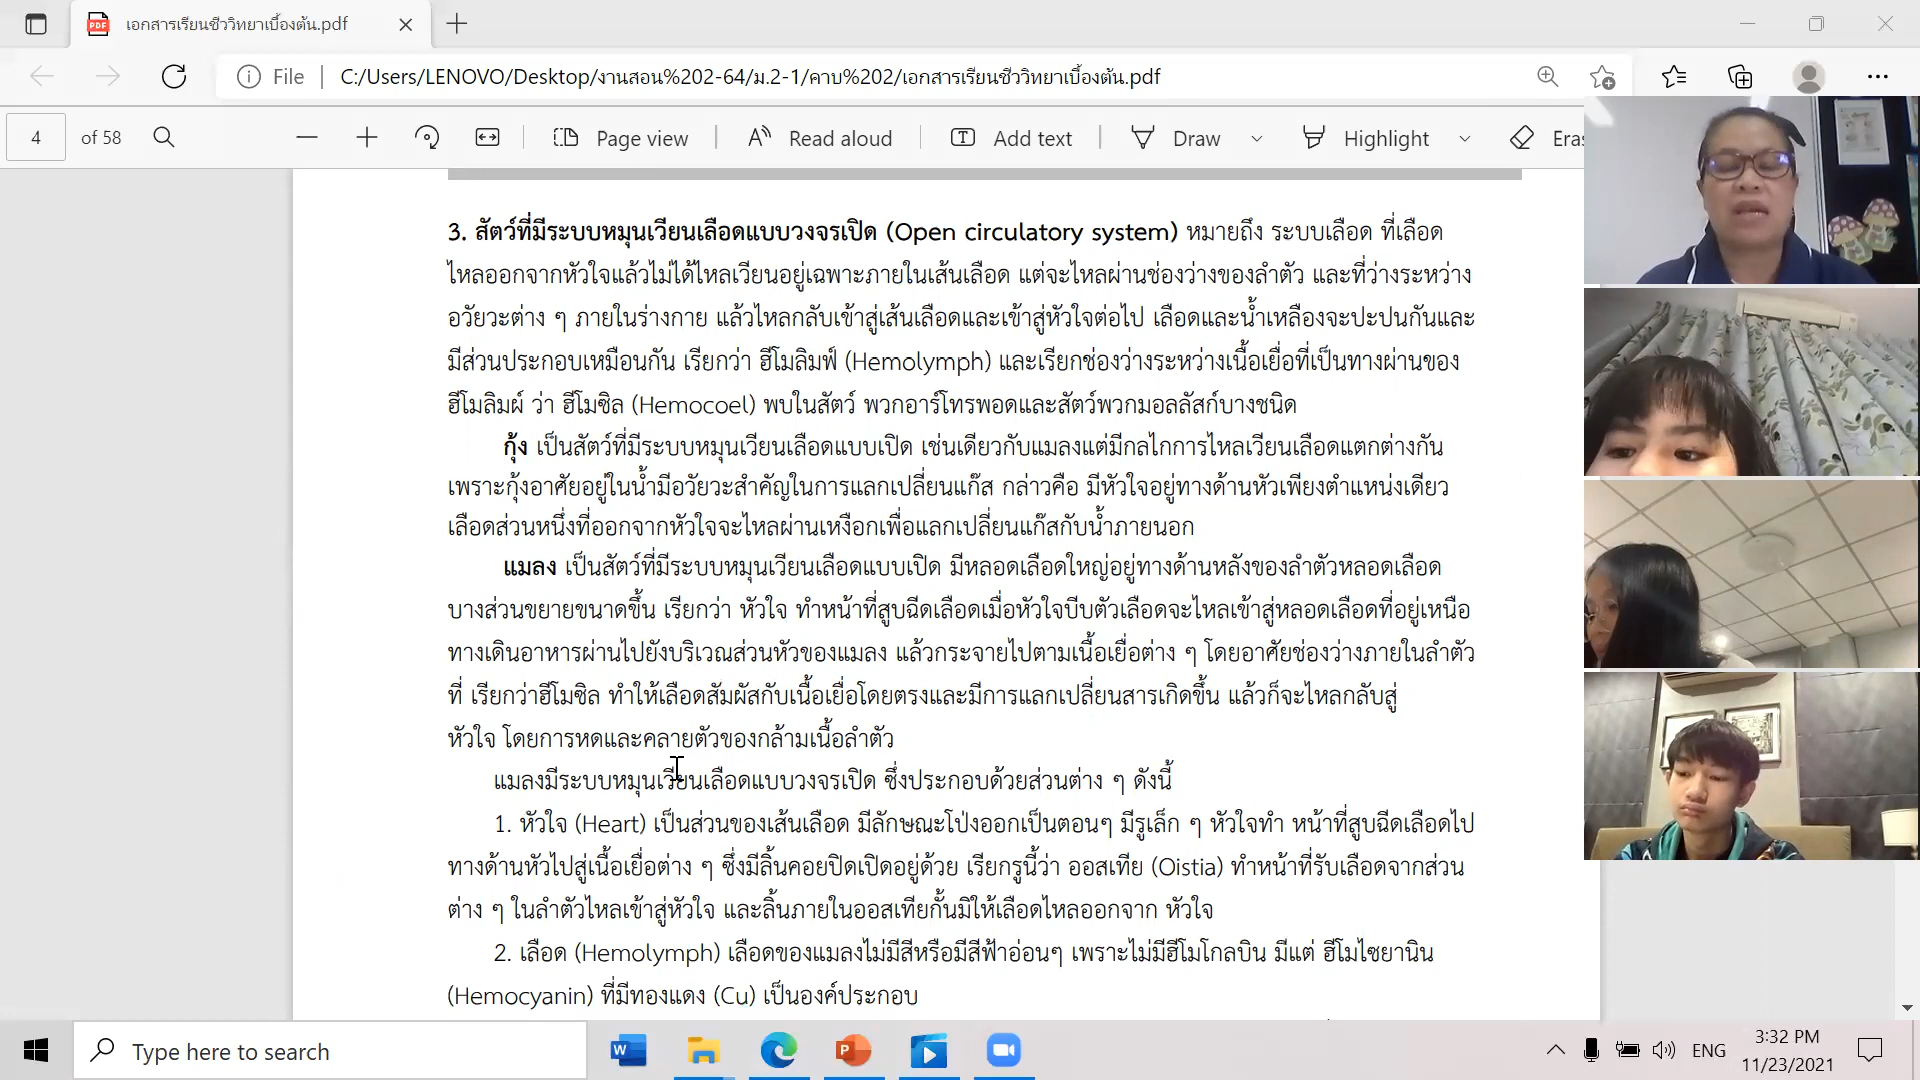 เอกสารเรียนชีววิทยาเบื้องต้น.pdf
File
C:/Users/LENOVO/Desktop/งานสอน%202-64/ม.2-1/คาบ%202/เอกสารเรียนชีววิทยาเบื้องต้น.pdf
4 of 58
Page view
Read aloud
Add text
Draw
Highlight
Eras
3. สัตว์ที่มีระบบหมุนเวียนเลือดแบบวงจรเปิด (Open circulatory system) หมายถึง ระบบเลือด ที่เลือด
ไหลออกจากหัวใจแล้วไม่ได้ไหลเวียนอยู่เฉพาะภายในเส้นเลือด แต่จะไหลผ่านช่องว่างของลำตัว และที่ว่างระหว่าง
อวัยวะต่าง ๆ ภายในร่างกาย แล้วไหลกลับเข้าสู่เส้นเลือดและเข้าสู่หัวใจต่อไป เลือดและน้ำเหลืองจะปะปนกันและ
มีส่วนประกอบเหมือนกัน เรียกว่า ฮีโมลิมฟ์ (Hemolymph) และเรียกช่องว่างระหว่างเนื้อเยื่อที่เป็นทางผ่านของ
ฮีโมลิมผ์ ว่า ฮีโมซิล (Hemocoel) พบในสัตว์ พวกอาร์โทรพอดและสัตว์พวกมอลลัสก์บางชนิด
กุ้ง เป็นสัตว์ที่มีระบบหมุนเวียนเลือดแบบเปิด เช่นเดียวกับแมลงแต่มีกลไกการไหลเวียนเลือดแตกต่างกัน
เพราะกุ้งอาศัยอยู่ในน้ำมีอวัยวะสำคัญในการแลกเปลี่ยนแก๊ส กล่าวคือ มีหัวใจอยู่ทางด้านหัวเพียงตำแหน่งเดียว
เลือดส่วนหนึ่งที่ออกจากหัวใจจะไหลผ่านเหงือกเพื่อแลกเปลี่ยนแก๊สกับน้ำภายนอก
แมลง เป็นสัตว์ที่มีระบบหมุนเวียนเลือดแบบเปิด มีหลอดเลือดใหญ่อยู่ทางด้านหลังของลำตัวหลอดเลือด
บางส่วนขยายขนาดขึ้น เรียกว่า หัวใจ ทำหน้าที่สูบฉีดเลือดเมื่อหัวใจบีบตัวเลือดจะไหลเข้าสู่หลอดเลือดที่อยู่เหนือ
ทางเดินอาหารผ่านไปยังบริเวณส่วนหัวของแมลง แล้วกระจายไปตามเนื้อเยื่อต่าง ๆ โดยอาศัยช่องว่างภายในลำตัว
ที่ เรียกว่าฮีโมซิล ทำให้เลือดสัมผัสกับเนื้อเยื่อโดยตรงและมีการแลกเปลี่ยนสารเกิดขึ้น แล้วก็จะไหลกลับสู่
หัวใจ โดยการหดและคลายตัวของกล้ามเนื้อลำตัว
แมลงมีระบบหมุนเวียนเลือดแบบวงจรเปิด ซึ่งประกอบด้วยส่วนต่าง ๆ ดังนี้
1. หัวใจ (Heart) เป็นส่วนของเส้นเลือด มีลักษณะโป่งออกเป็นตอนๆ มีรูเล็ก ๆ หัวใจทำ หน้าที่สูบฉีดเลือดไป
ทางด้านหัวไปสู่เนื้อเยื่อต่าง ๆ ซึ่งมีลิ้นคอยปิดเปิดอยู่ด้วย เรียกรูนี้ว่า ออสเทีย (Oistia) ทำหน้าที่รับเลือดจากส่วน
ต่าง ๆ ในลำตัวไหลเข้าสู่หัวใจ และลิ้นภายในออสเทียกั้นมิให้เลือดไหลออกจาก หัวใจ
2. เลือด (Hemolymph) เลือดของแมลงไม่มีสีหรือมีสีฟ้าอ่อนๆ เพราะไม่มีฮีโมโกลบิน มีแต่ ฮีโมไซยานิน
(Hemocyanin) ที่มีทองแดง (Cu) เป็นองค์ประกอบ
Type here to search
ENG
3:32 PM
11/23/2021